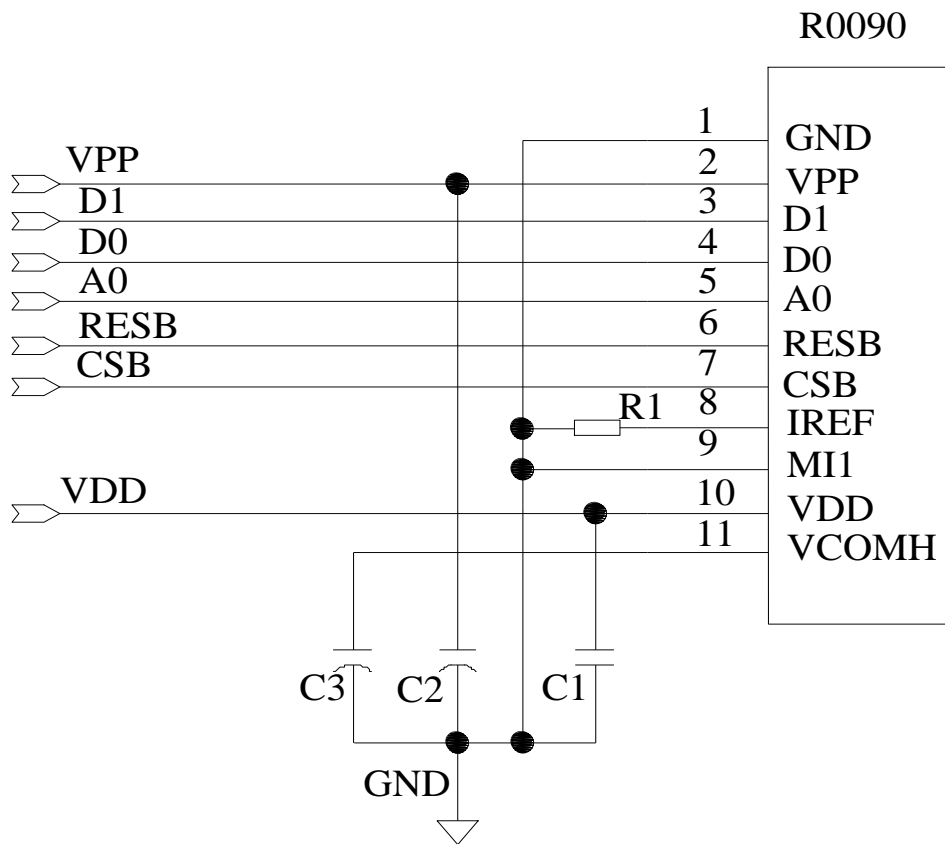 R0090
1 GND
VPP 2 VPP
D1 3 D1
D0 4 D0
A0 5 A0
RESB 6 RESB
CSB 7 CSB
R1 8 IREF
9 MI1
VDD 10 VDD
11 VCOMH
C3 C2 C1
GND